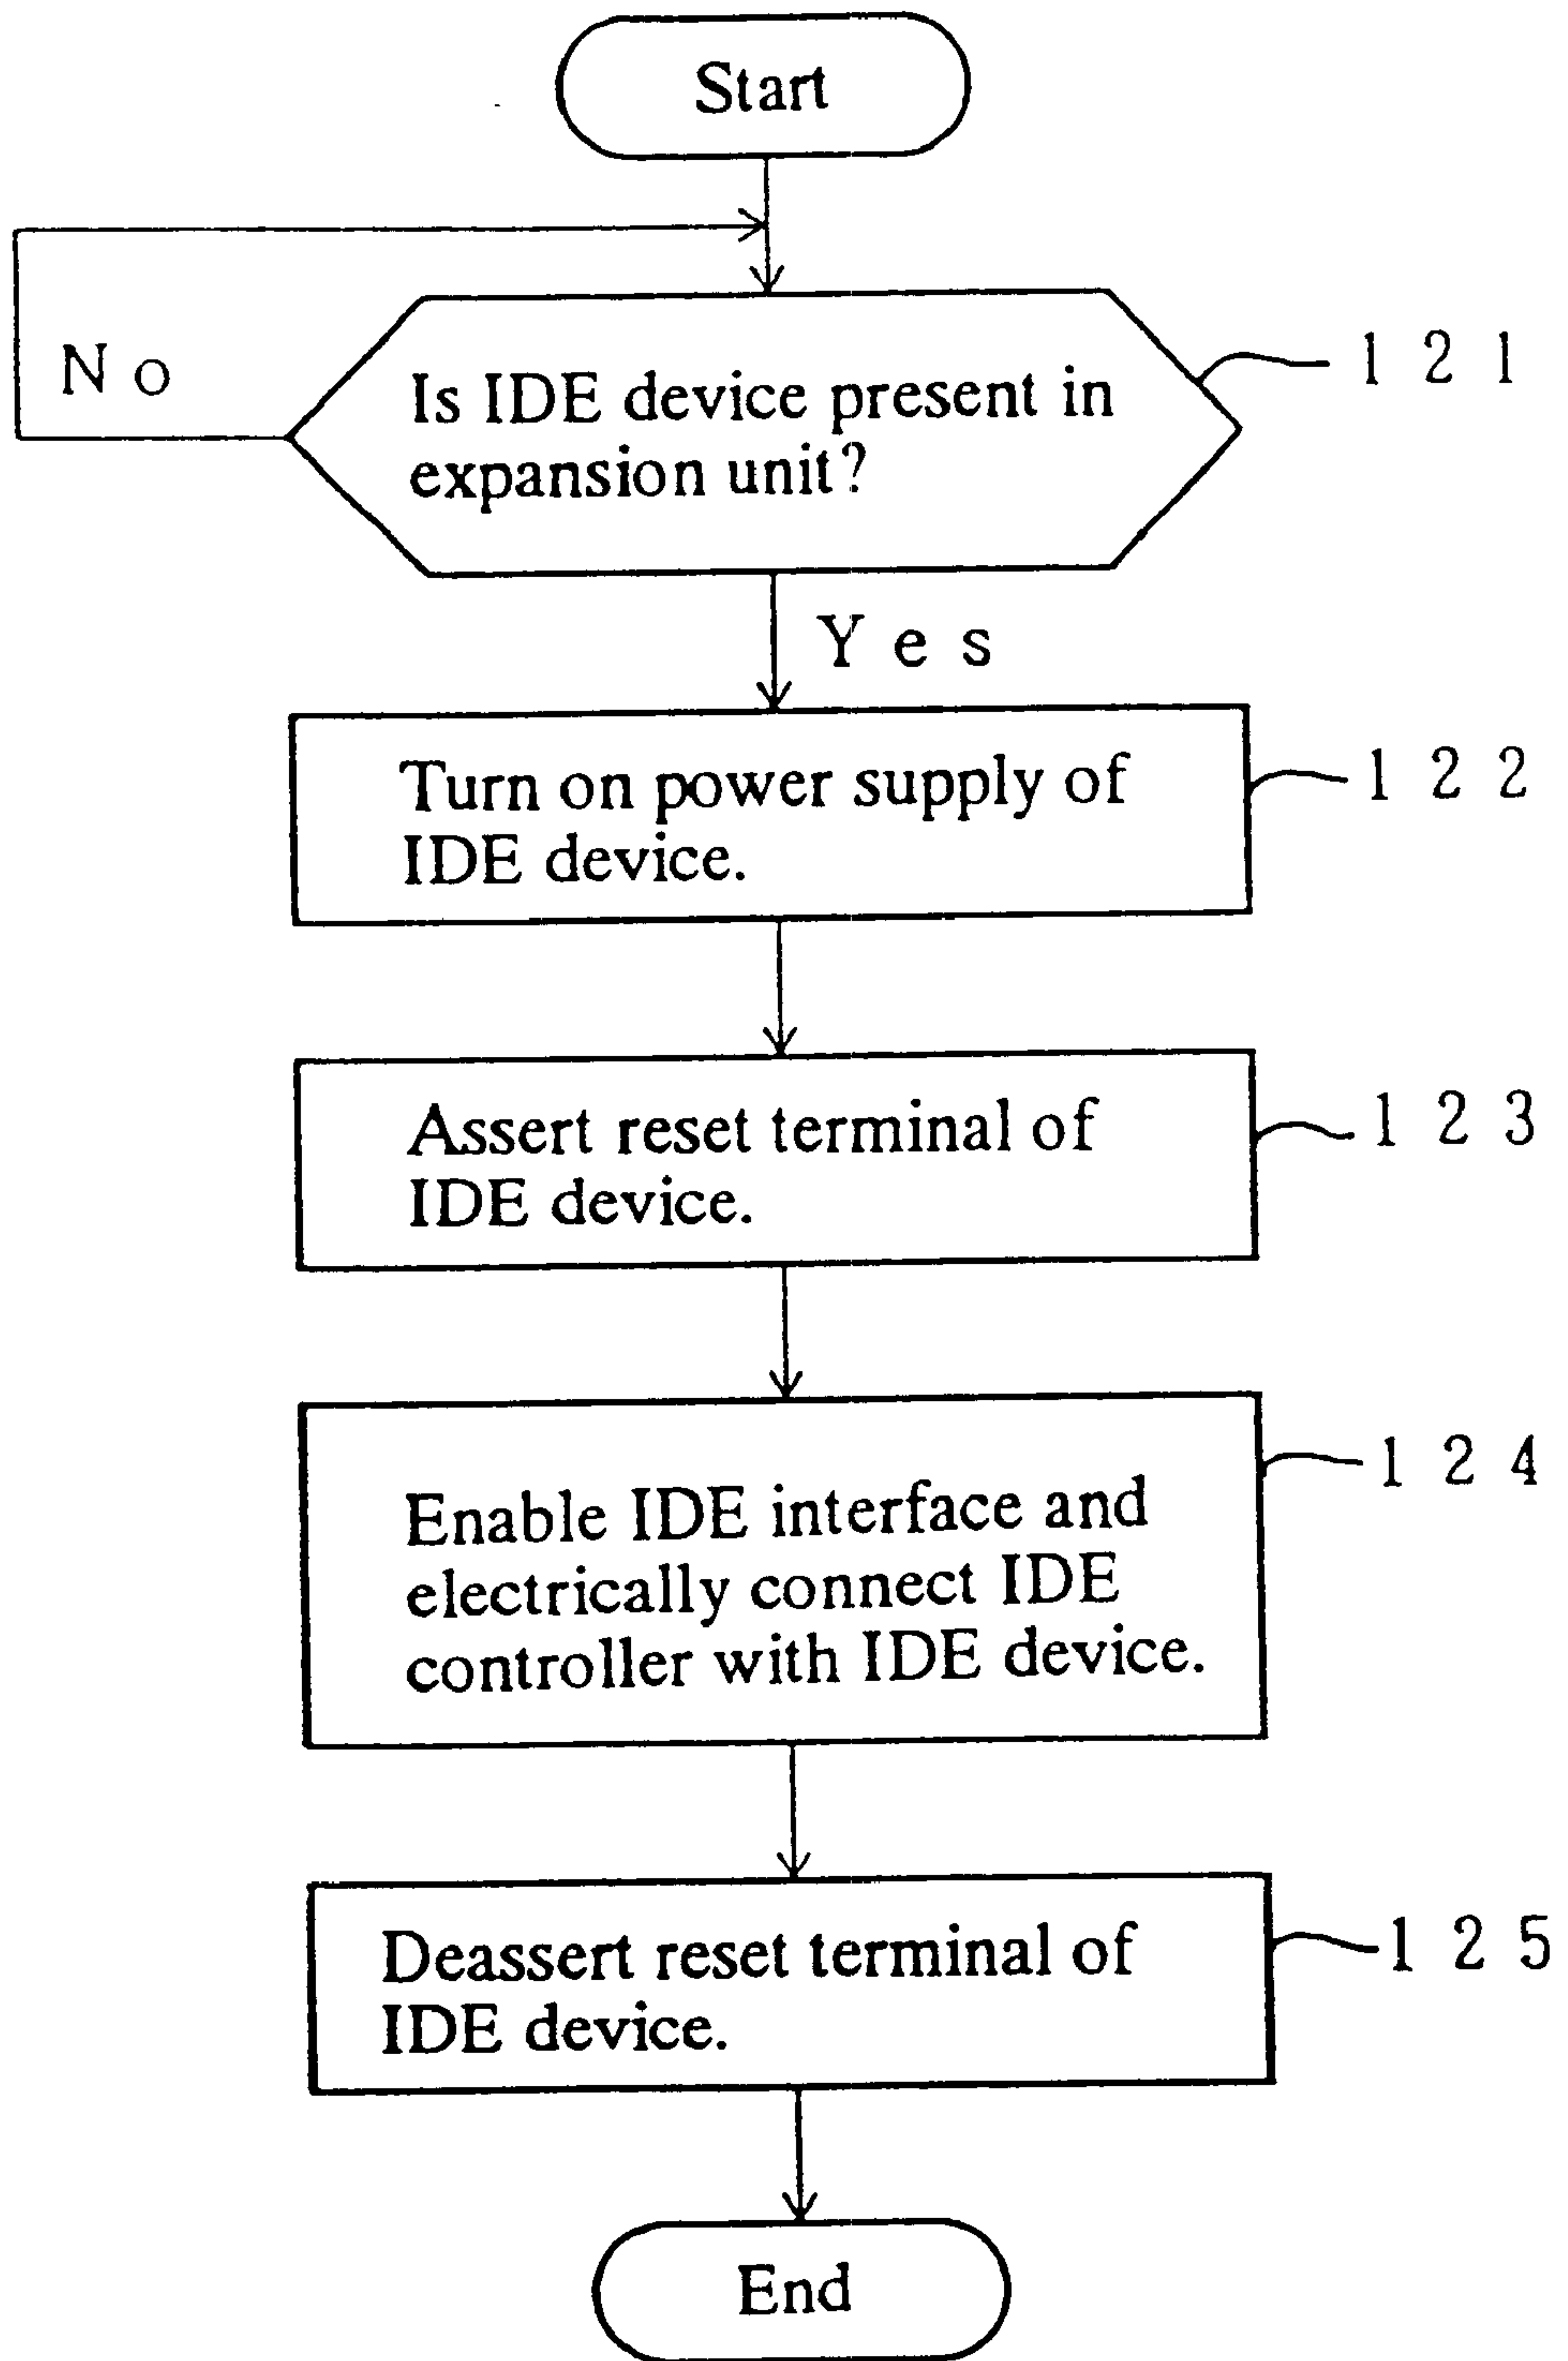 Start
No
Is IDE device present in
expansion unit?
121
Yes
Turn on power supply of
IDE device.
122
Assert reset terminal of
IDE device.
123
Enable IDE interface and
electrically connect IDE
controller with IDE device.
124
Deassert reset terminal of
IDE device.
125
End